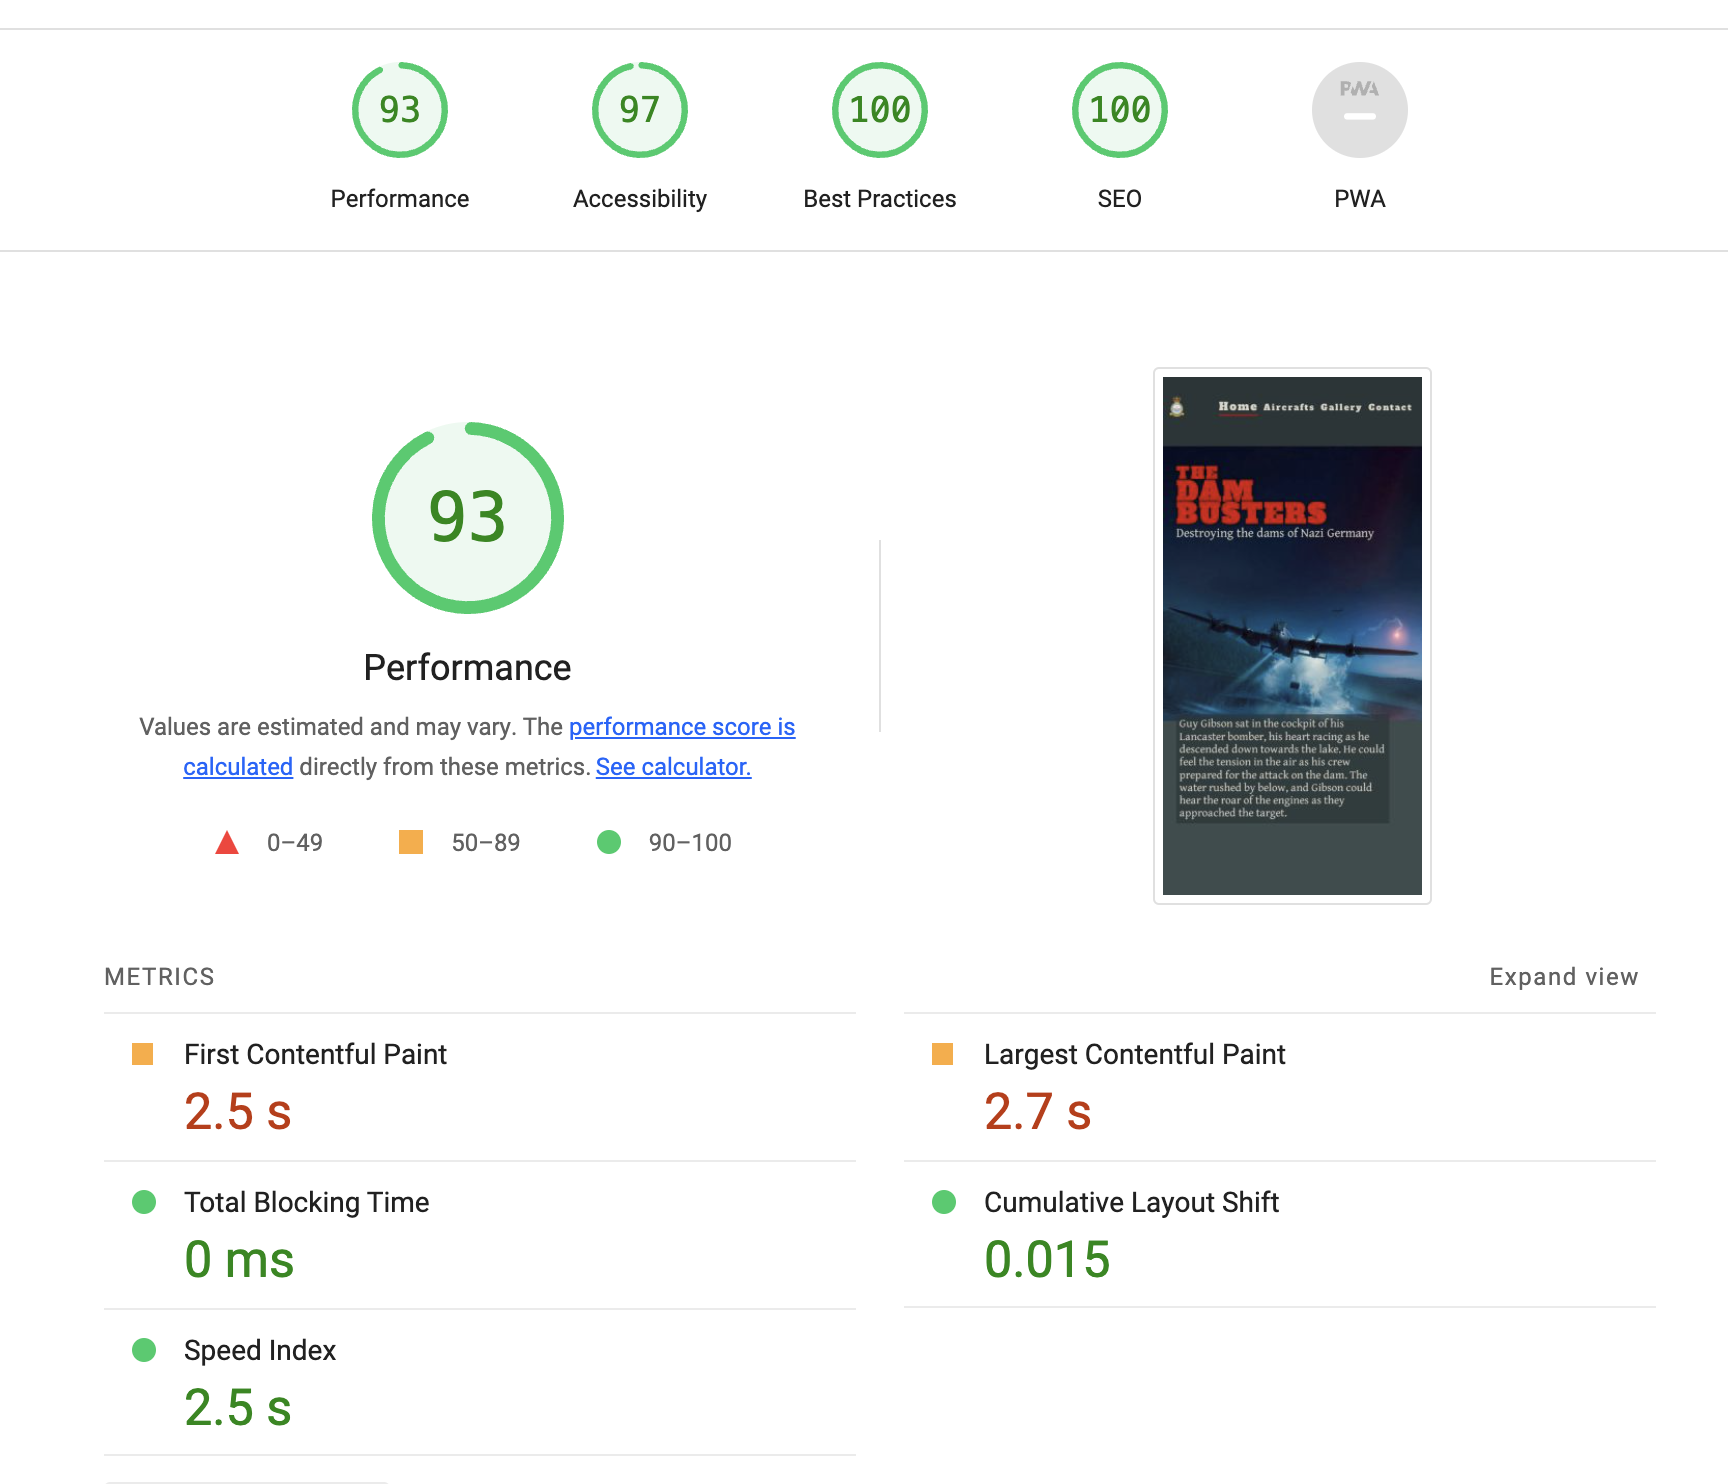 93
Performance
97
Accessibility
100
Best Practices
100
SEO
PWA
PWA
93
Performance
Values are estimated and may vary. The performance score is
calculated directly from these metrics. See calculator.
0–49
50–89
90–100
Home Aircrafts Gallery Contact
THE
DAM
BUSTERS
Destroying the dams of Nazi Germany
Guy Gibson sat in the cockpit of his
Lancaster bomber, his heart racing as he
descended down towards the lake. He could
feel the tension in the air as his crew
prepared for the attack on the dam. The
water rushed by below, and Gibson could
hear the roar of the engines as they
approached the target.
METRICS
Expand view
First Contentful Paint
2.5 s
Largest Contentful Paint
2.7 s
Total Blocking Time
0 ms
Cumulative Layout Shift
0.015
Speed Index
2.5 s